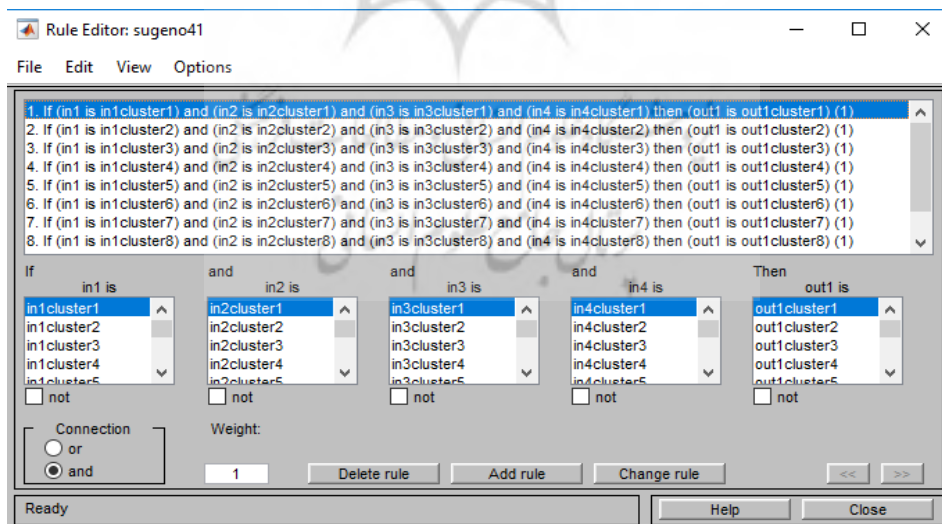 Rule Editor: sugeno41
File Edit View Options
1. If (in1 is in1cluster1) and (in2 is in2cluster1) and (in3 is in3cluster1) and (in4 is in4cluster1) then (out1 is out1cluster1) (1)
2. If (in1 is in1cluster2) and (in2 is in2cluster2) and (in3 is in3cluster2) and (in4 is in4cluster2) then (out1 is out1cluster2) (1)
3. If (in1 is in1cluster3) and (in2 is in2cluster3) and (in3 is in3cluster3) and (in4 is in4cluster3) then (out1 is out1cluster3) (1)
4. If (in1 is in1cluster4) and (in2 is in2cluster4) and (in3 is in3cluster4) and (in4 is in4cluster4) then (out1 is out1cluster4) (1)
5. If (in1 is in1cluster5) and (in2 is in2cluster5) and (in3 is in3cluster5) and (in4 is in4cluster5) then (out1 is out1cluster5) (1)
6. If (in1 is in1cluster6) and (in2 is in2cluster6) and (in3 is in3cluster6) and (in4 is in4cluster6) then (out1 is out1cluster6) (1)
7. If (in1 is in1cluster7) and (in2 is in2cluster7) and (in3 is in3cluster7) and (in4 is in4cluster7) then (out1 is out1cluster7) (1)
8. If (in1 is in1cluster8) and (in2 is in2cluster8) and (in3 is in3cluster8) and (in4 is in4cluster8) then (out1 is out1cluster8) (1)
If and and and Then
in1 is in2 is in3 is in4 is out1 is
in1cluster1 in2cluster1 in3cluster1 in4cluster1 out1cluster1
in1cluster2 in2cluster2 in3cluster2 in4cluster2 out1cluster2
in1cluster3 in2cluster3 in3cluster3 in4cluster3 out1cluster3
in1cluster4 in2cluster4 in3cluster4 in4cluster4 out1cluster4
in1cluster5 in2cluster5 in3cluster5 in4cluster5 out1cluster5
not not not not not
Connection Weight:
or
and 1 Delete rule Add rule Change rule << >>
Ready Help Close